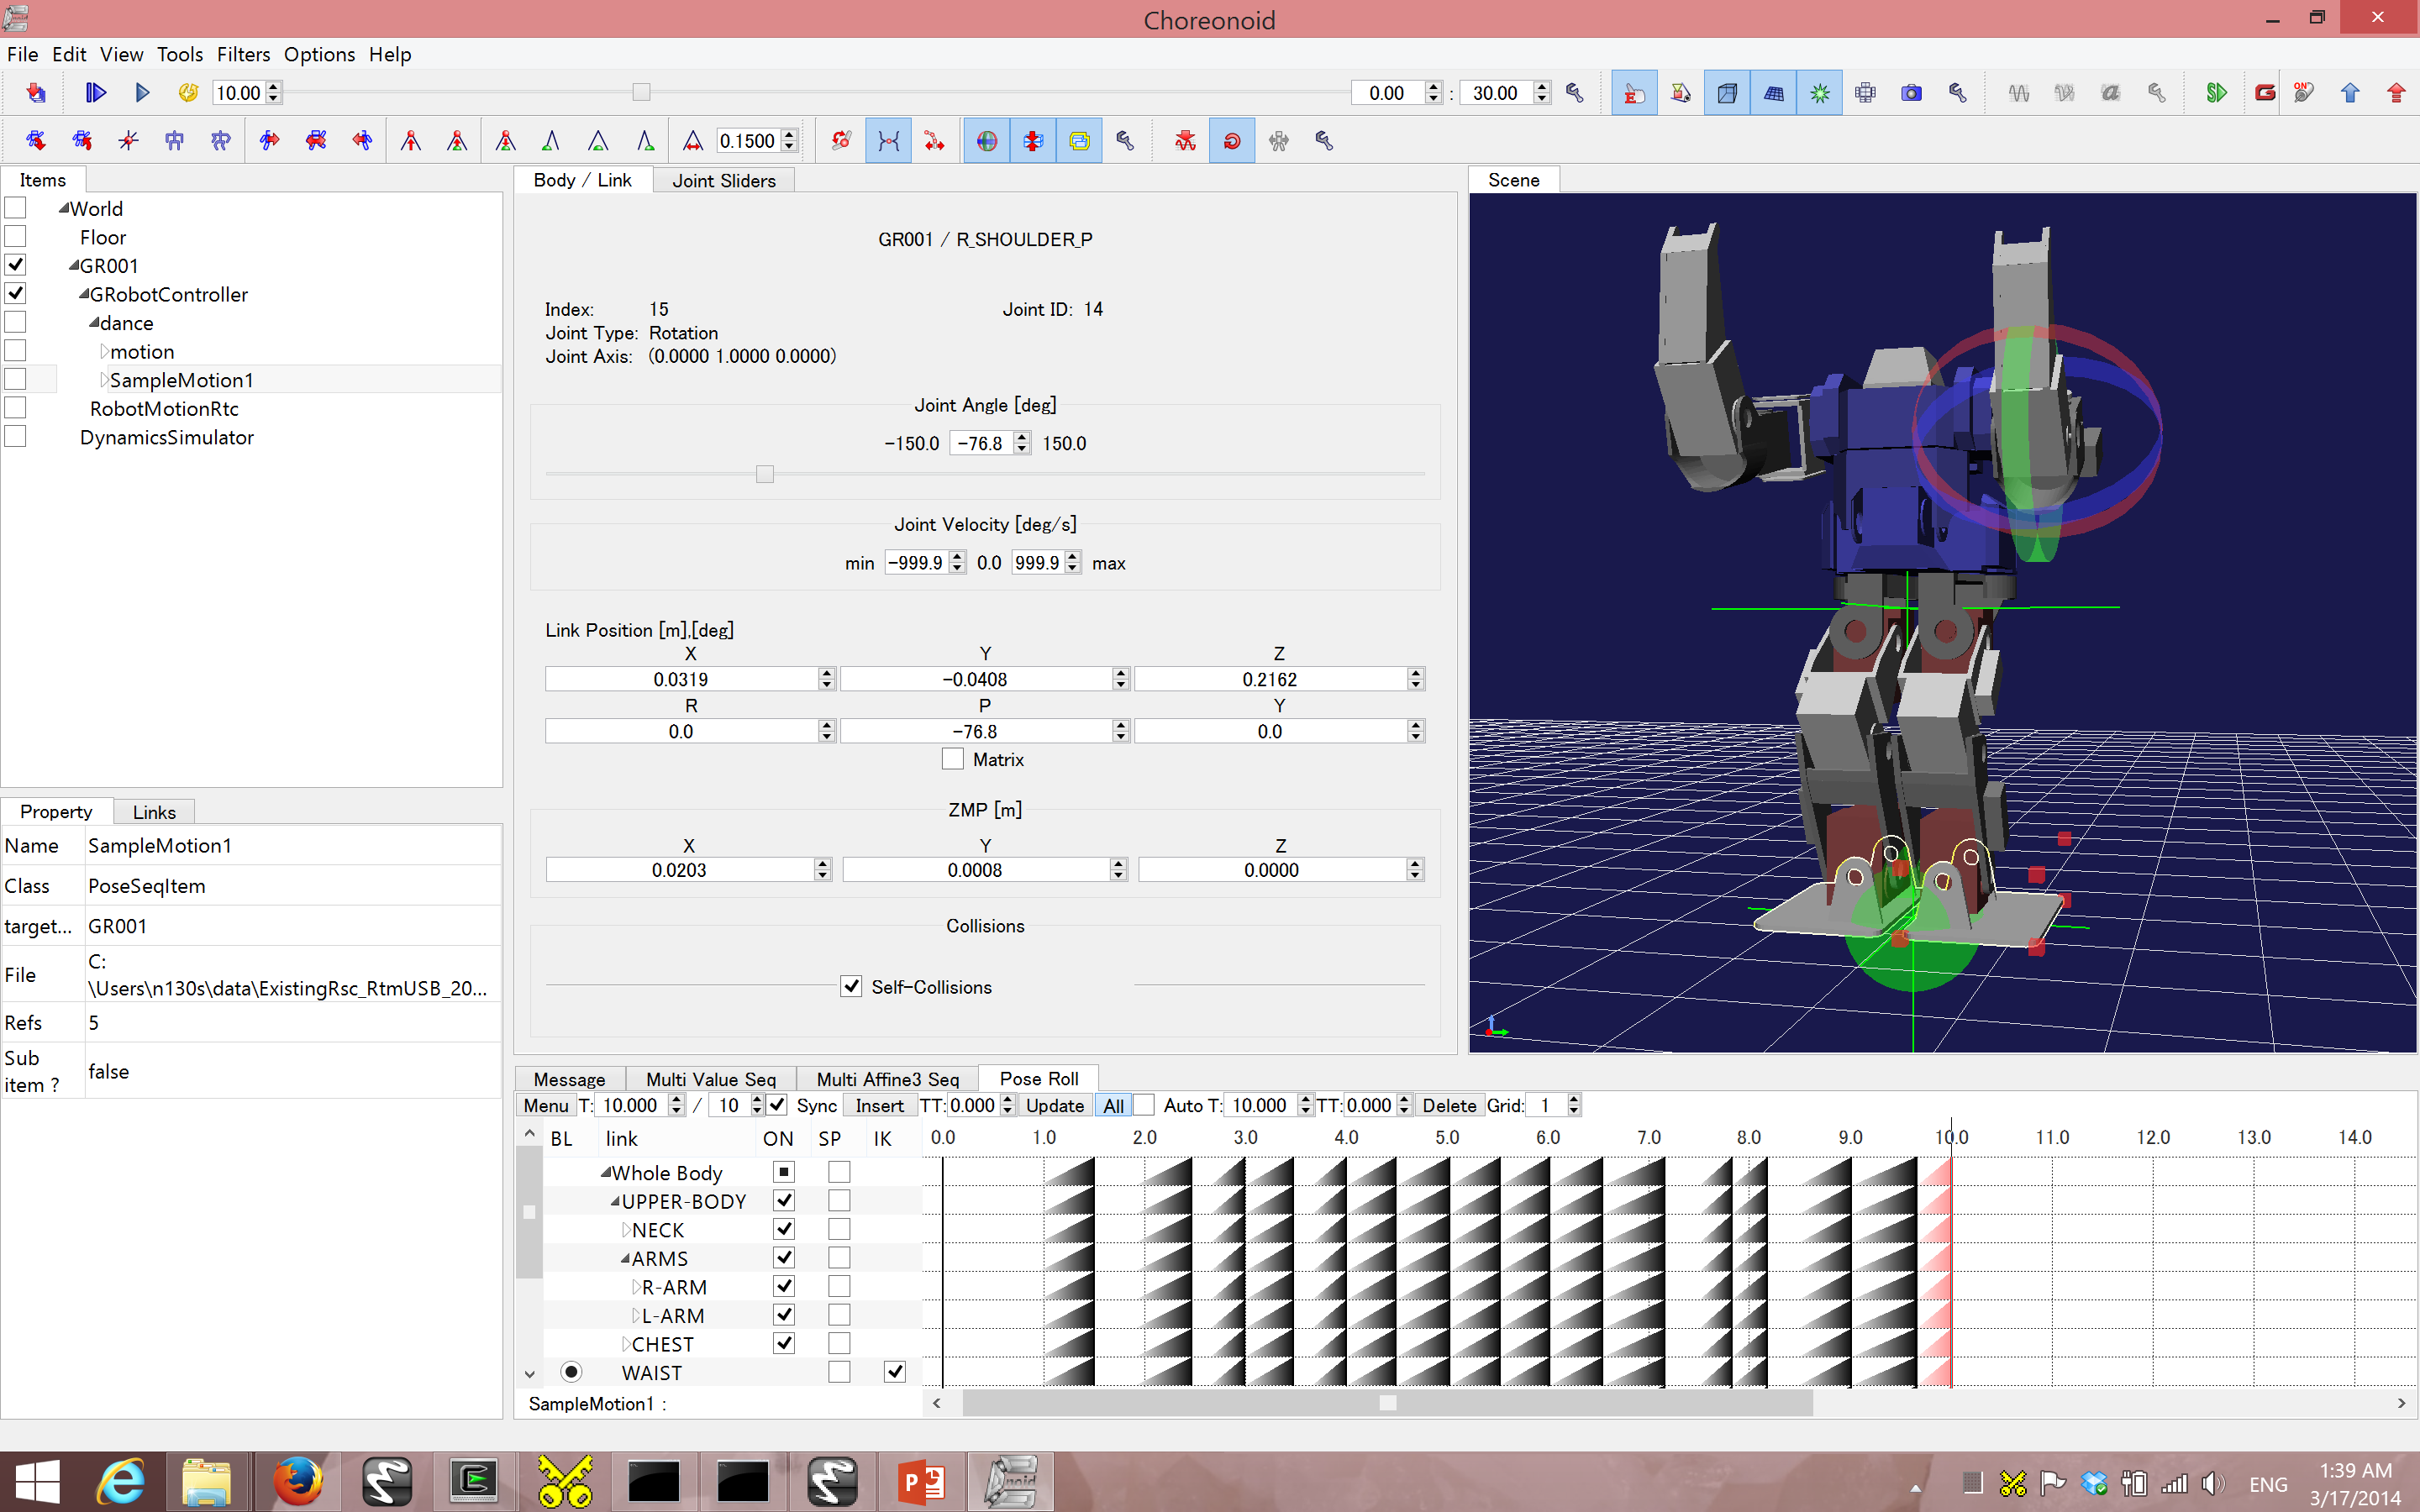 Choreonoid
File Edit View Tools Filters Options Help
10.00
0.00 : 30.00
0.1500
Items
World
Floor
GR001
GRobotController
dance
motion
SampleMotion1
RobotMotionRtc
DynamicsSimulator
Property Links
Name SampleMotion1
Class PoseSeqItem
target... GR001
File C:
\Users\n130s\data\ExistingRsc_RtmUSB_20...
Refs 5
Sub
item ? false
Body / Link Joint Sliders
GR001 / R_SHOULDER_P
Index: 15 Joint ID: 14
Joint Type: Rotation
Joint Axis: (0.0000 1.0000 0.0000)
Joint Angle [deg]
-150.0 -76.8 150.0
Joint Velocity [deg/s]
min -999.9 0.0 999.9 max
Link Position [m],[deg]
X Y Z
0.0319 -0.0408 0.2162
R P Y
0.0 -76.8 0.0
Matrix
ZMP [m]
X Y Z
0.0203 0.0008 0.0000
Collisions
Self-Collisions
Scene
Message Multi Value Seq Multi Affine3 Seq Pose Roll
Menu T: 10.000 / 10 Sync Insert TT: 0.000 Update All Auto T: 10.000 TT: 0.000 Delete Grid: 1
BL link ON SP IK 0.0 1.0 2.0 3.0 4.0 5.0 6.0 7.0 8.0 9.0 10.0 11.0 12.0 13.0 14.0
Whole Body
UPPER-BODY
NECK
ARMS
R-ARM
L-ARM
CHEST
WAIST
SampleMotion1 :
ENG
1:39 AM
3/17/2014